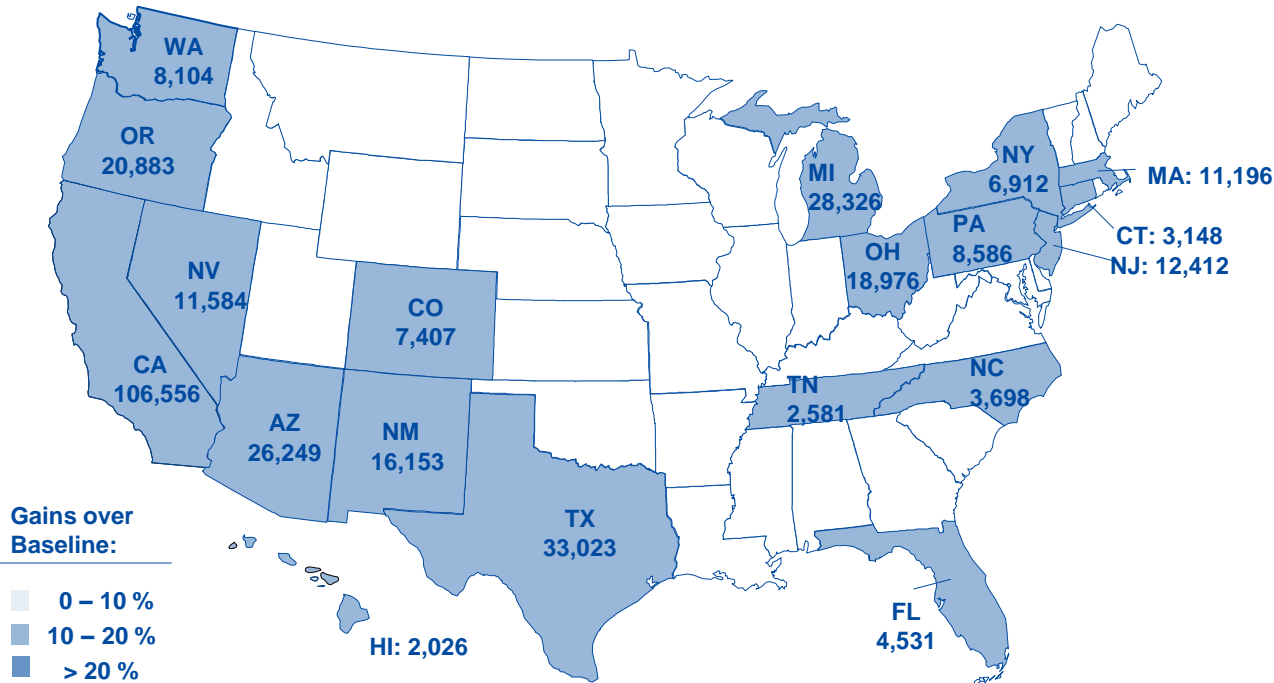 WA
8,104
OR
20,883
NV
11,584
CA
106,556
CO
7,407
AZ
26,249
NM
16,153
TX
33,023
HI: 2,026
MI
28,326
OH
18,976
NY
6,912
PA
8,586
MA: 11,196
CT: 3,148
NJ: 12,412
TN
2,581
NC
3,698
FL
4,531
Gains over
Baseline:
0 – 10 %
10 – 20 %
> 20 %